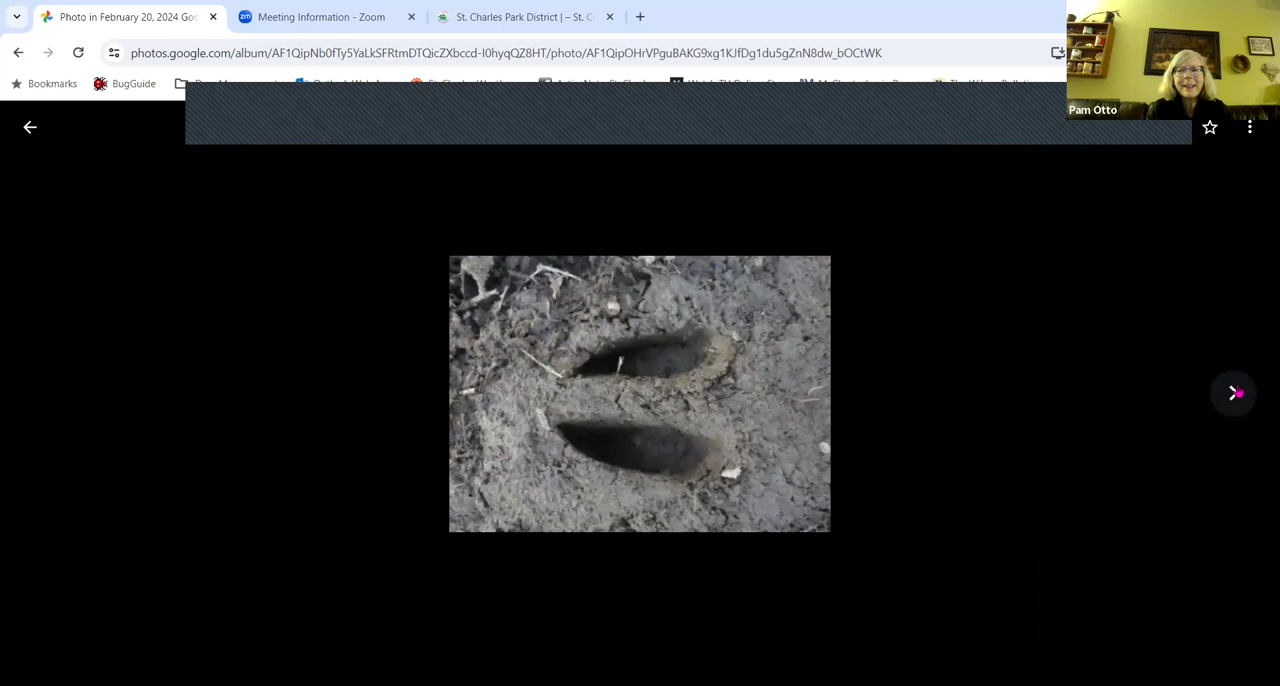 Photo in February 20, 2024 Goo
Meeting Information - Zoom
St. Charles Park District | – St. C
photos.google.com/album/AF1QipNb0fTy5YaLkSFRtmDTQicZXbccd-I0hyqQZ8HT/photo/AF1QipOHrVPguBAKG9xg1KJfDg1du5gZnN8dw_bOCtWK
Bookmarks
BugGuide
Pam Otto